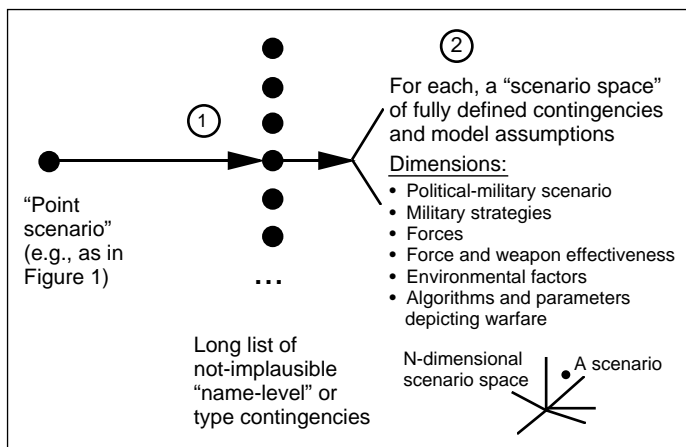 1
2
For each, a “scenario space”
of fully defined contingencies
and model assumptions
Dimensions:
• Political-military scenario
• Military strategies
• Forces
• Force and weapon effectiveness
• Environmental factors
• Algorithms and parameters
depicting warfare
“Point
scenario”
(e.g., as in
Figure 1)
...
Long list of
not-implausible
“name-level” or
type contingencies
N-dimensional
scenario space
A scenario